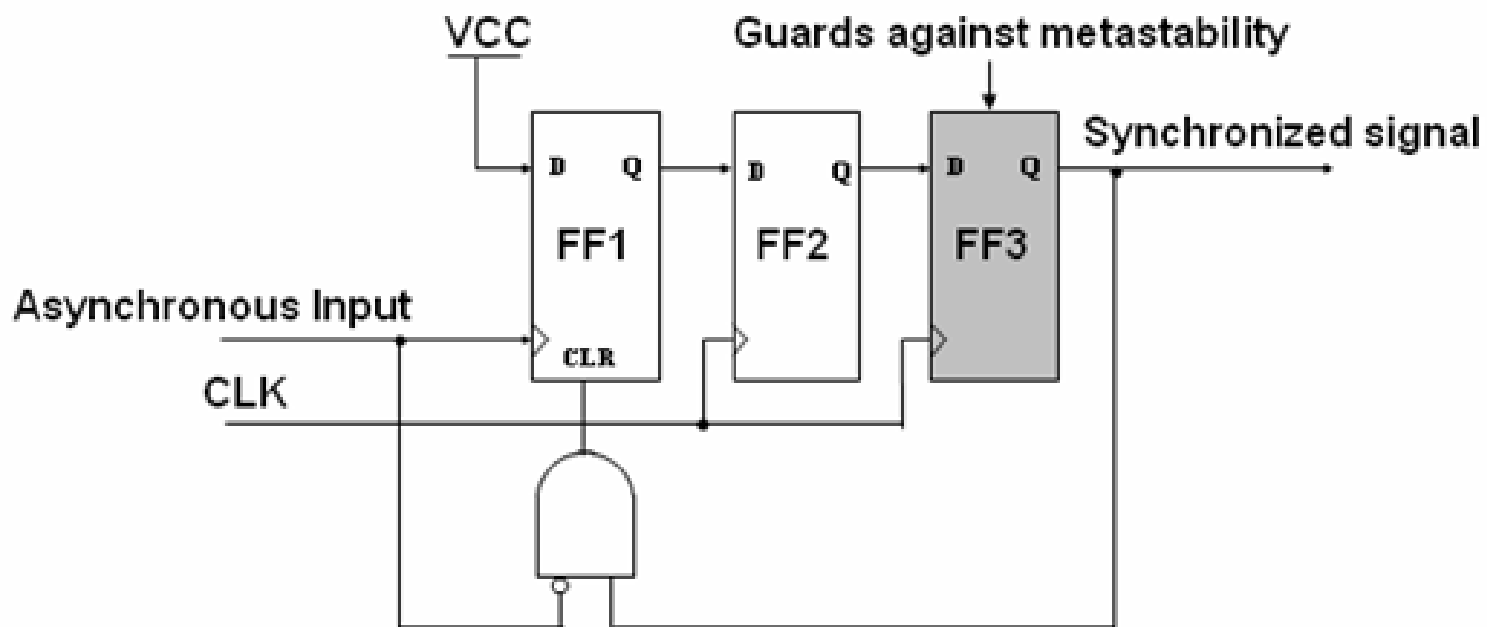 VCC
Guards against metastability
Synchronized signal
D Q
D Q
D Q
FF1
FF2
FF3
Asynchronous Input
CLR
CLK